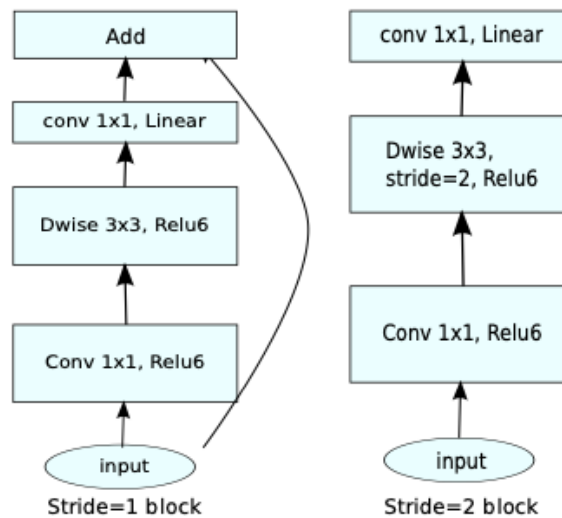 Add
conv 1x1, Linear
Dwise 3x3, Relu6
Conv 1x1, Relu6
input
Stride=1 block
conv 1x1, Linear
Dwise 3x3,
stride=2, Relu6
Conv 1x1, Relu6
input
Stride=2 block